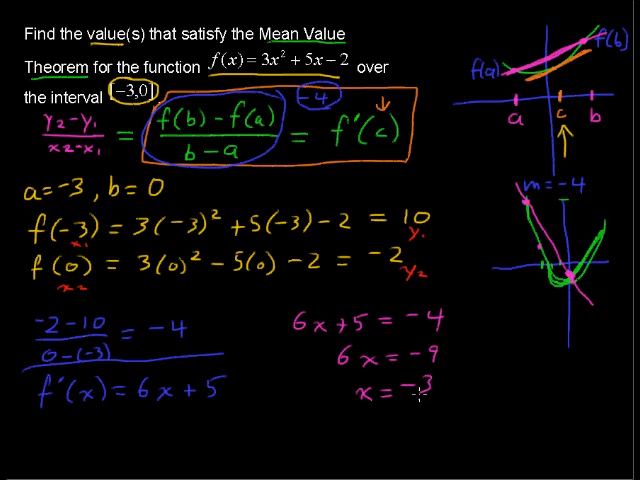 Find the value(s) that satisfy the Mean Value
Theorem for the function f(x) = 3x² + 5x − 2 over
the interval [−3,0]
y₂−y₁ / x₂−x₁ = f(b) − f(a) / b − a = f'(c)
−4
a = −3, b = 0
f(−3) = 3(−3)² + 5(−3) − 2 = 10
x₁ y₁
f(0) = 3(0)² − 5(0) − 2 = −2
x₂ y₂
−2 − 10 / 0 − (−3) = −4
f'(x) = 6x + 5
6x + 5 = −4
6x = −9
x = −3
f(a) f(b)
a c b
m = −4